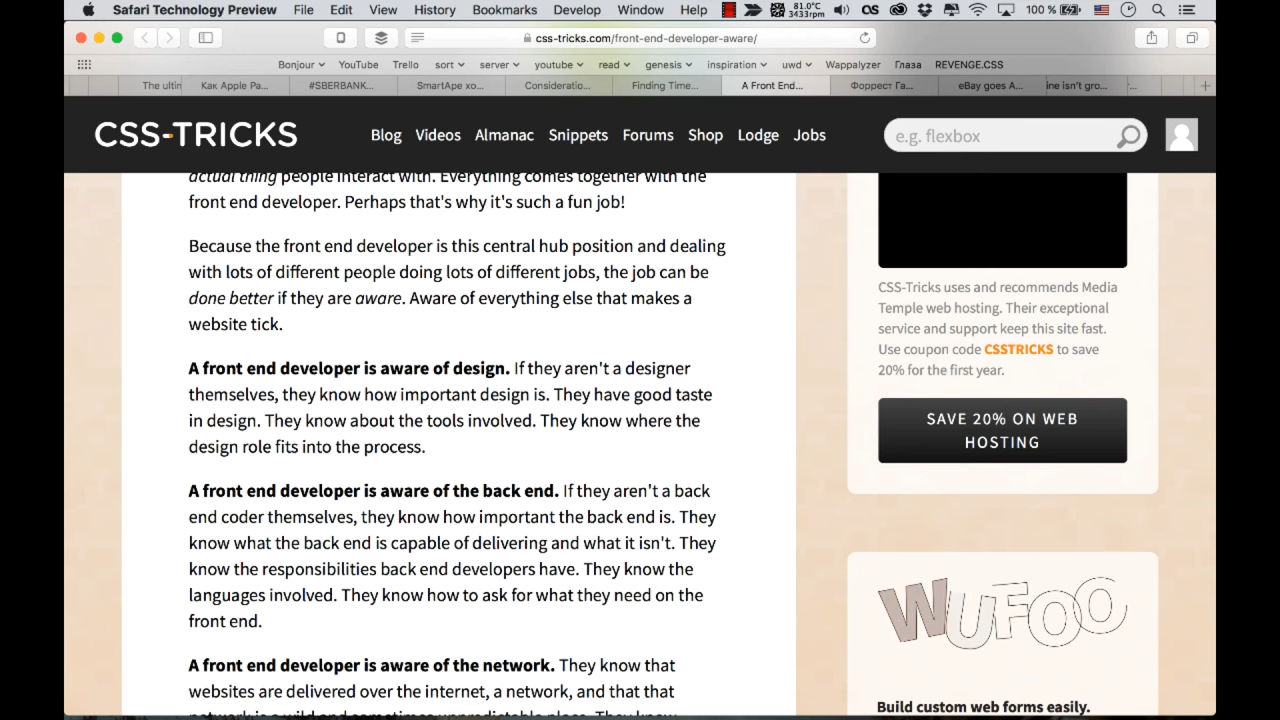 Safari Technology Preview File Edit View History Bookmarks Develop Window Help 81.0°C 3433rpm 100 %
css-tricks.com/front-end-developer-aware/
Bonjour YouTube Trello sort server youtube read genesis inspiration uwd Wappalyzer Глаза REVENGE.CSS
The ultin Как Apple Pa... #SBERBANK... SmartApe xo... Consideratio... Finding Time... A Front End... Форрест Га... eBay goes A... ine isn't gro...
CSS-TRICKS Blog Videos Almanac Snippets Forums Shop Lodge Jobs e.g. flexbox
actual thing people interact with. Everything comes together with the
front end developer. Perhaps that's why it's such a fun job!
Because the front end developer is this central hub position and dealing
with lots of different people doing lots of different jobs, the job can be
done better if they are aware. Aware of everything else that makes a
website tick.
A front end developer is aware of design. If they aren't a designer
themselves, they know how important design is. They have good taste
in design. They know about the tools involved. They know where the
design role fits into the process.
A front end developer is aware of the back end. If they aren't a back
end coder themselves, they know how important the back end is. They
know what the back end is capable of delivering and what it isn't. They
know the responsibilities back end developers have. They know the
languages involved. They know how to ask for what they need on the
front end.
A front end developer is aware of the network. They know that
websites are delivered over the internet, a network, and that that
network is a wild and sometimes unpredictable place. They know
CSS-Tricks uses and recommends Media
Temple web hosting. Their exceptional
service and support keep this site fast.
Use coupon code CSSTRICKS to save
20% for the first year.
SAVE 20% ON WEB
HOSTING
WUFOO
Build custom web forms easily.